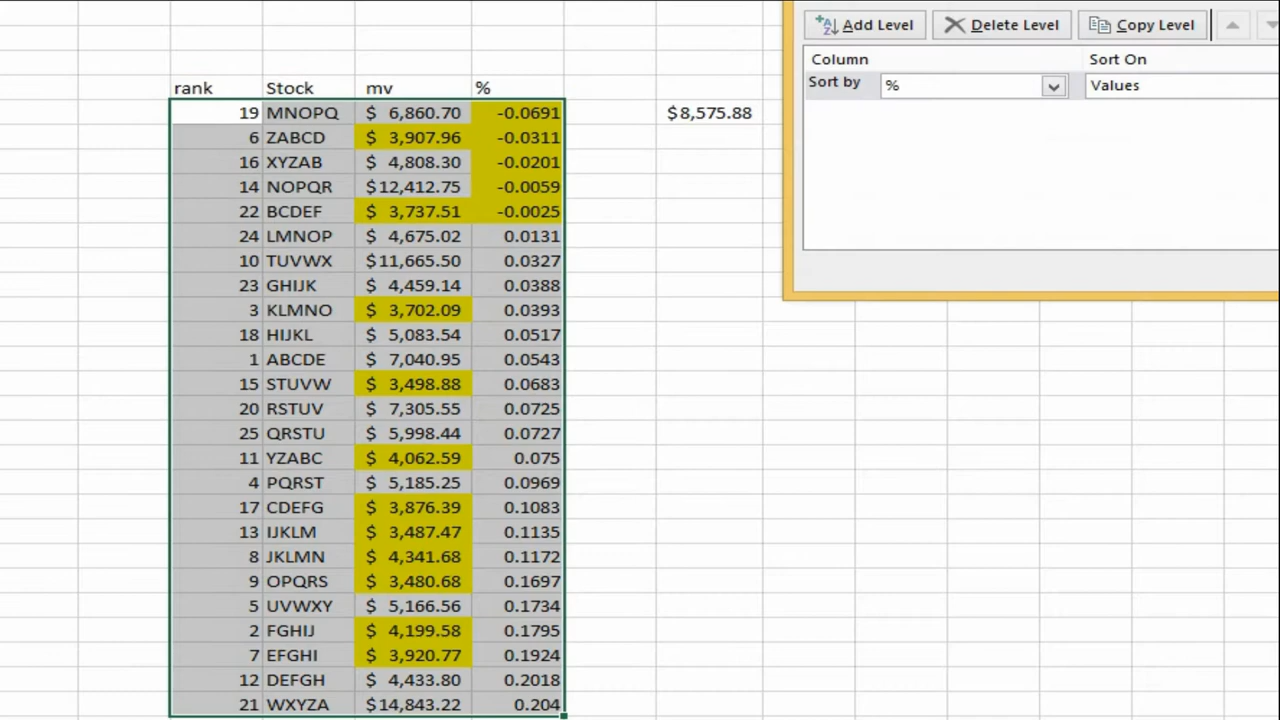 Add Level Delete Level Copy Level
Column Sort On
Sort by % Values
rank Stock mv %
19 MNOPQ $ 6,860.70 -0.0691 $8,575.88
6 ZABCD $ 3,907.96 -0.0311
16 XYZAB $ 4,808.30 -0.0201
14 NOPQR $12,412.75 -0.0059
22 BCDEF $ 3,737.51 -0.0025
24 LMNOP $ 4,675.02 0.0131
10 TUVWX $11,665.50 0.0327
23 GHIJK $ 4,459.14 0.0388
3 KLMNO $ 3,702.09 0.0393
18 HIJKL $ 5,083.54 0.0517
1 ABCDE $ 7,040.95 0.0543
15 STUVW $ 3,498.88 0.0683
20 RSTUV $ 7,305.55 0.0725
25 QRSTU $ 5,998.44 0.0727
11 YZABC $ 4,062.59 0.075
4 PQRST $ 5,185.25 0.0969
17 CDEFG $ 3,876.39 0.1083
13 IJKLM $ 3,487.47 0.1135
8 JKLMN $ 4,341.68 0.1172
9 OPQRS $ 3,480.68 0.1697
5 UVWXY $ 5,166.56 0.1734
2 FGHIJ $ 4,199.58 0.1795
7 EFGHI $ 3,920.77 0.1924
12 DEFGH $ 4,433.80 0.2018
21 WXYZA $14,843.22 0.204